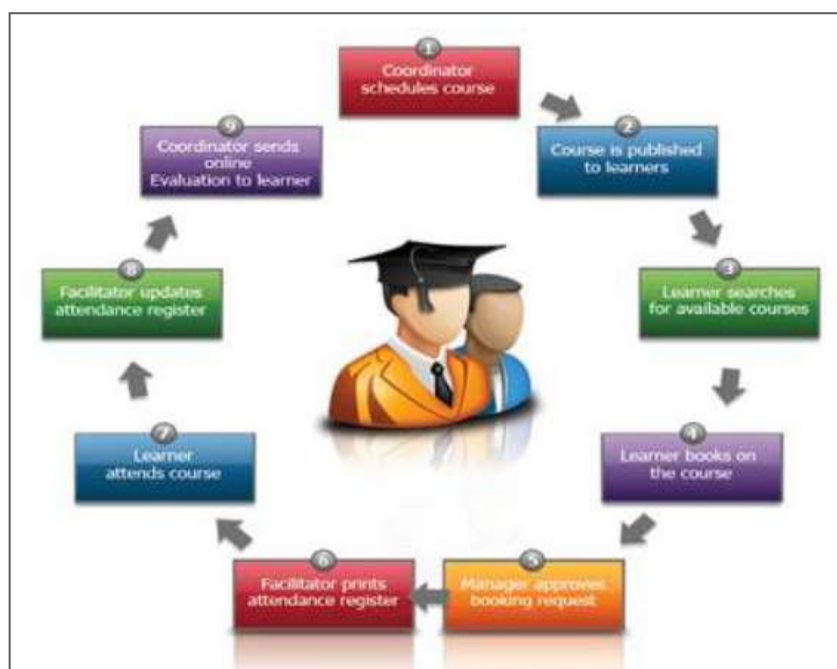 1
Coordinator
schedules course
2
Course is published
to learners
3
Learner searches
for available courses
4
Learner books on
the course
5
Manager approves
booking request
6
Facilitator prints
attendance register
7
Learner
attends course
8
Facilitator updates
attendance register
9
Coordinator sends
online
Evaluation to learner